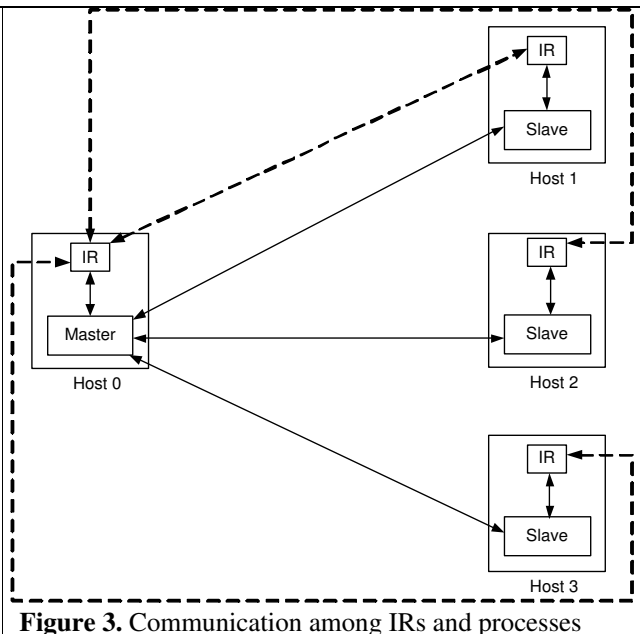 IR
Slave
Host 1
IR
Master
Host 0
IR
Slave
Host 2
IR
Slave
Host 3
Figure 3. Communication among IRs and processes